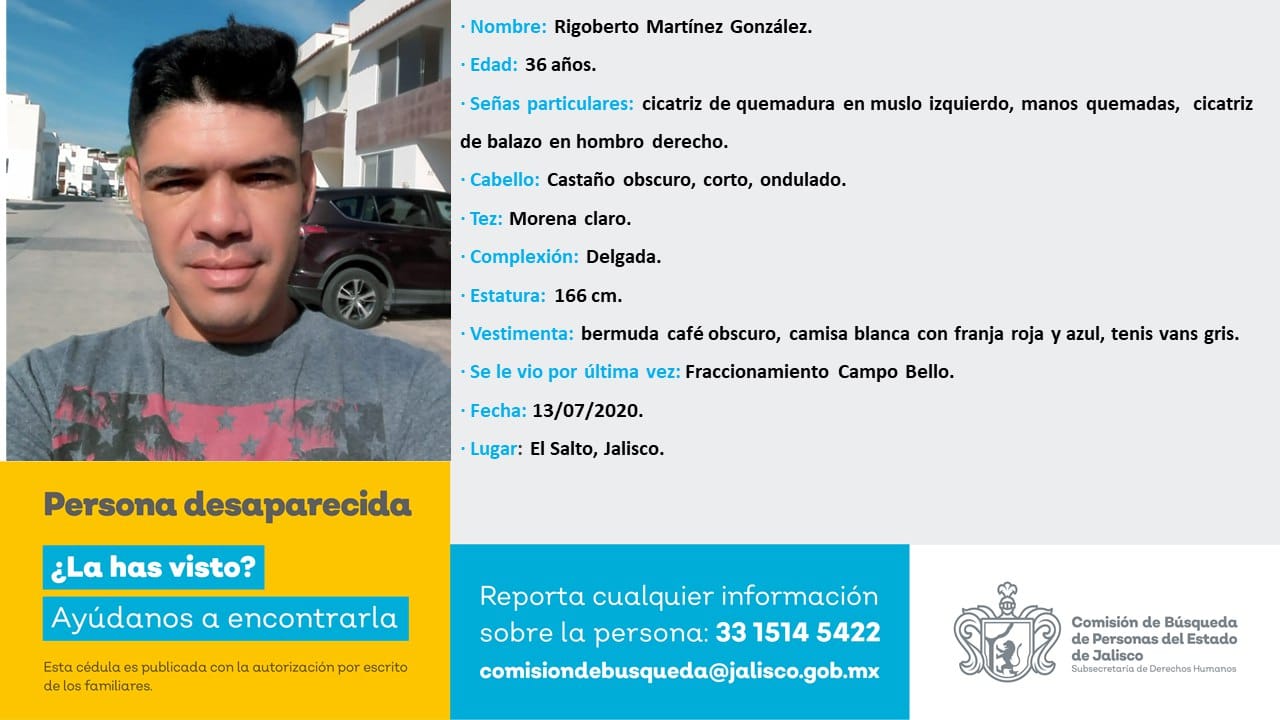 · Nombre: Rigoberto Martínez González.
· Edad: 36 años.
· Señas particulares: cicatriz de quemadura en muslo izquierdo, manos quemadas, cicatriz
de balazo en hombro derecho.
· Cabello: Castaño obscuro, corto, ondulado.
· Tez: Morena claro.
· Complexión: Delgada.
· Estatura: 166 cm.
· Vestimenta: bermuda café obscuro, camisa blanca con franja roja y azul, tenis vans gris.
· Se le vio por última vez: Fraccionamiento Campo Bello.
· Fecha: 13/07/2020.
· Lugar: El Salto, Jalisco.
Persona desaparecida
¿La has visto?
Ayúdanos a encontrarla
Esta cédula es publicada con la autorización por escrito
de los familiares.
Reporta cualquier información
sobre la persona: 33 1514 5422
comisiondebusqueda@jalisco.gob.mx
Comisión de Búsqueda
de Personas del Estado
de Jalisco
Subsecretaría de Derechos Humanos